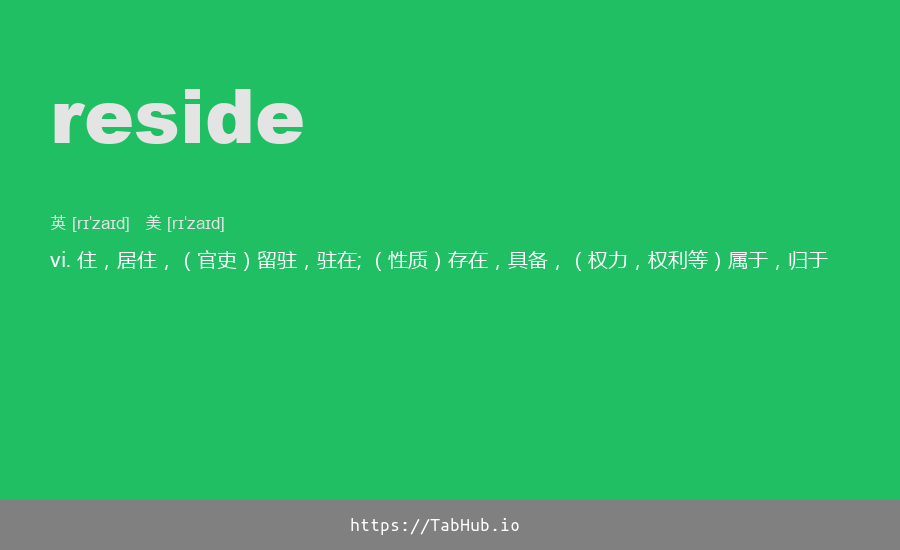 reside
英 [rɪˈzaɪd] 美 [rɪˈzaɪd]
vi. 住，居住，（官吏）留驻，驻在; （性质）存在，具备，（权力，权利等）属于，归于
https://TabHub.io